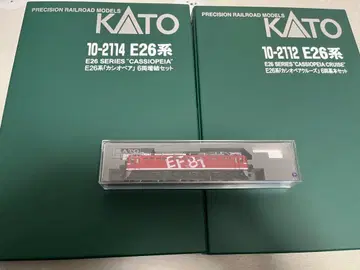 PRECISION RAILROAD MODELS
KATO
10-2114 E26系
E26 SERIES "CASSIOPEIA"
E26系「カシオペア」6両増結セット
PRECISION RAILROAD MODELS
KATO
10-2112 E26系
E26 SERIES "CASSIOPEIA CRUISE"
E26系「カシオペアクルーズ」6両基本セット
KATO
EF81